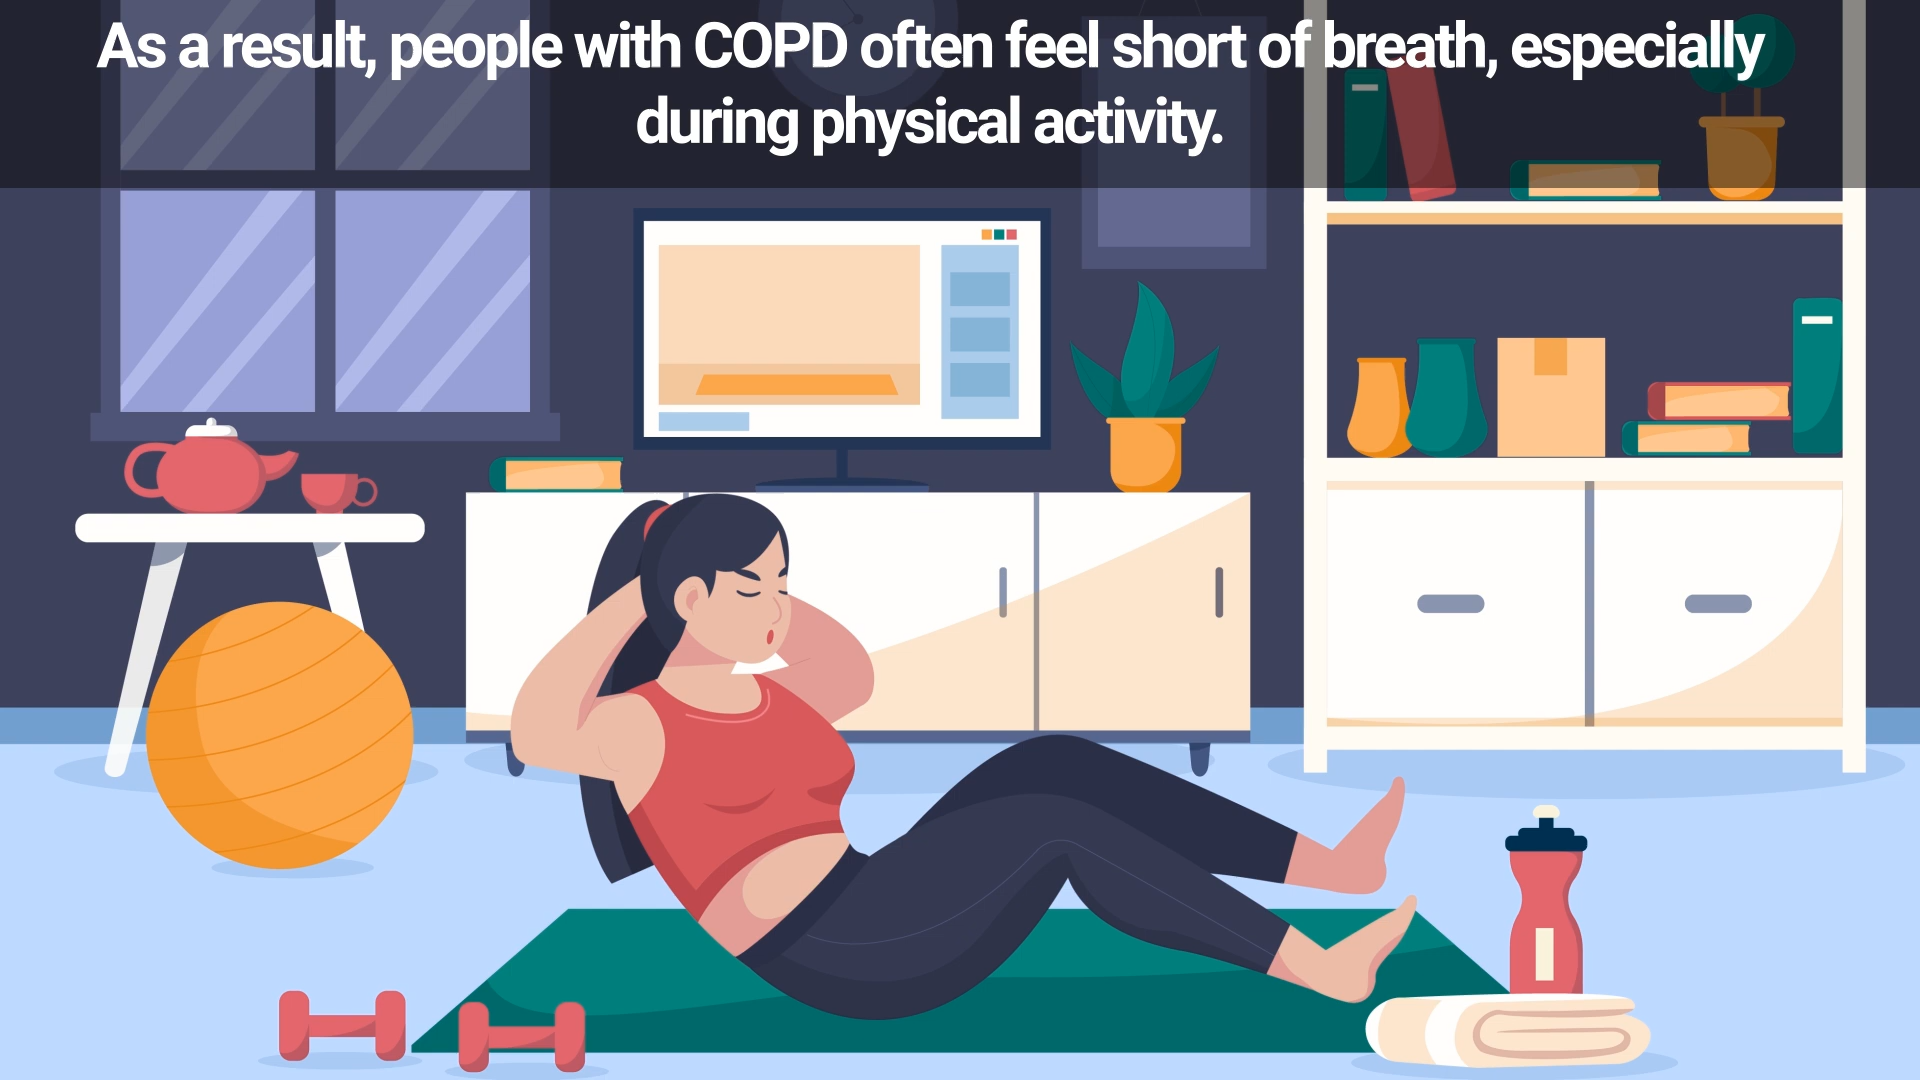 As a result, people with COPD often feel short of breath, especially
during physical activity.